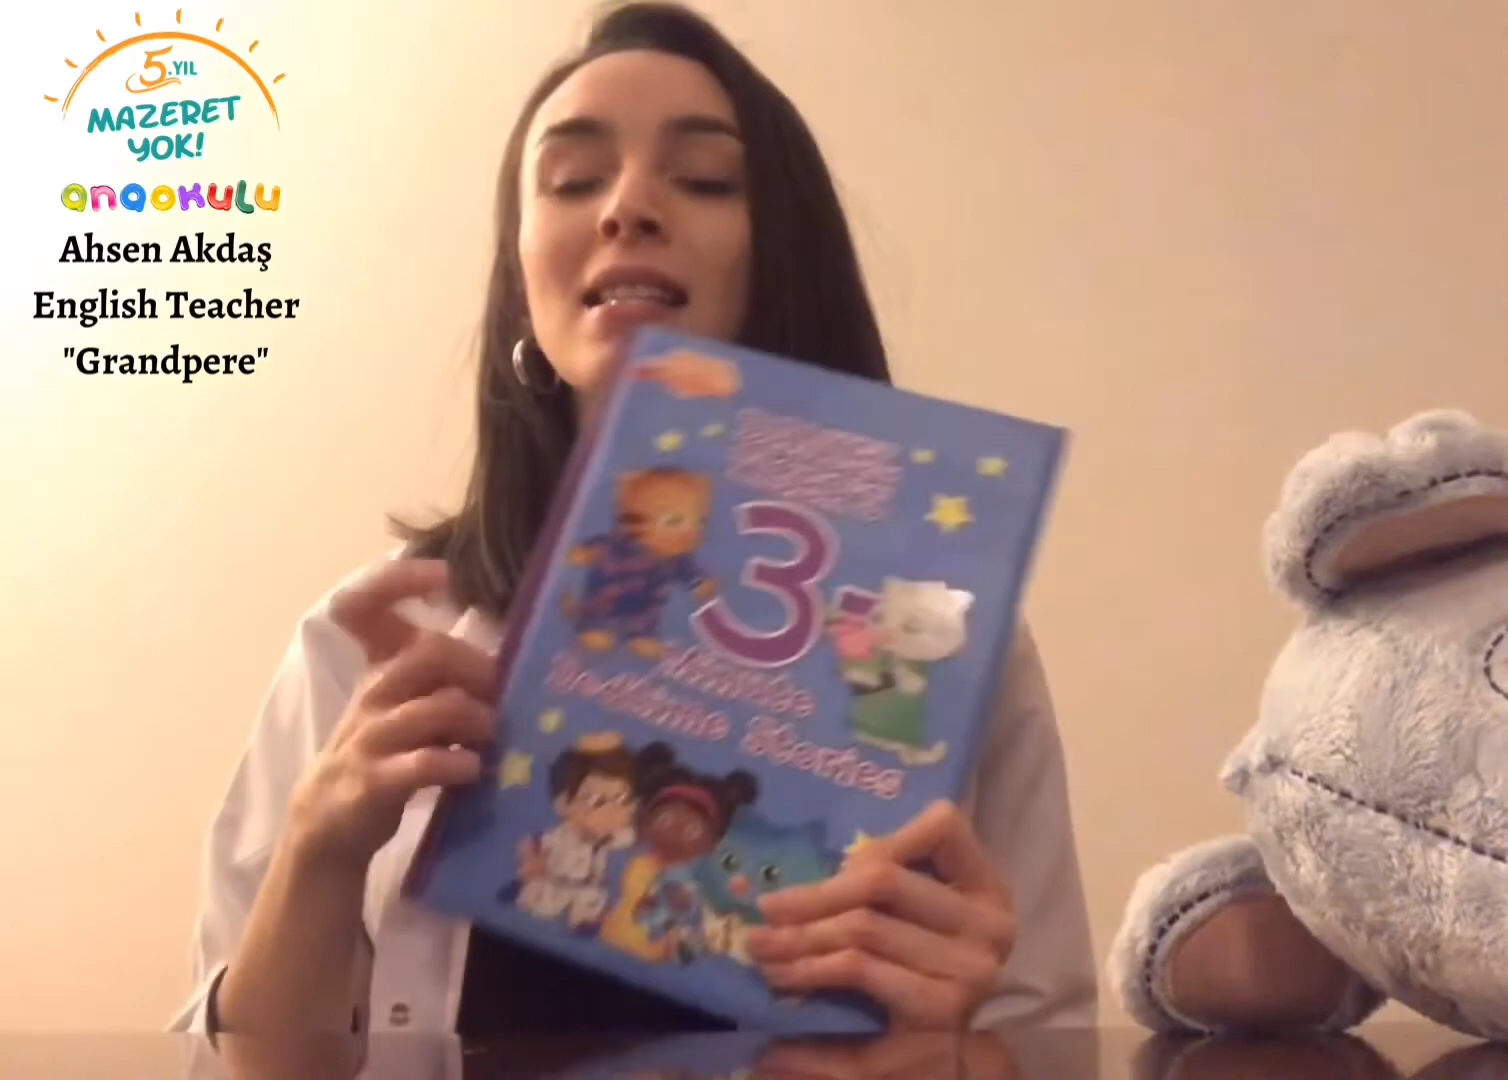 5.YIL
MAZERET
YOK!
anaokulu
Ahsen Akdaş
English Teacher
"Grandpere"
3
Minute
Bedtime Stories